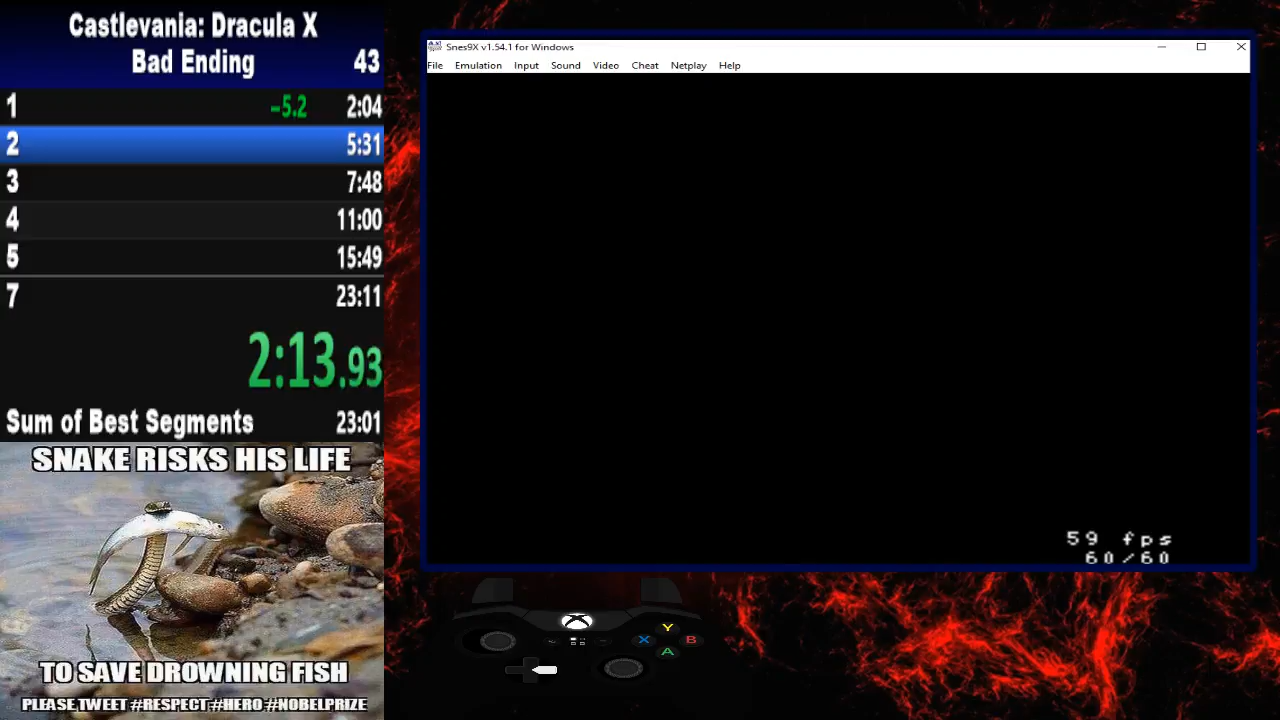 Castlevania: Dracula X
Bad Ending 43
1 -5.2 2:04
2 5:31
3 7:48
4 11:00
5 15:49
7 23:11
2:13.93
Sum of Best Segments 23:01
SNAKE RISKS HIS LIFE
TO SAVE DROWNING FISH
PLEASE TWEET #RESPECT #HERO #NOBELPRIZE
Snes9X v1.54.1 for Windows
File Emulation Input Sound Video Cheat Netplay Help
59 fps
60/60
Y
X B
A